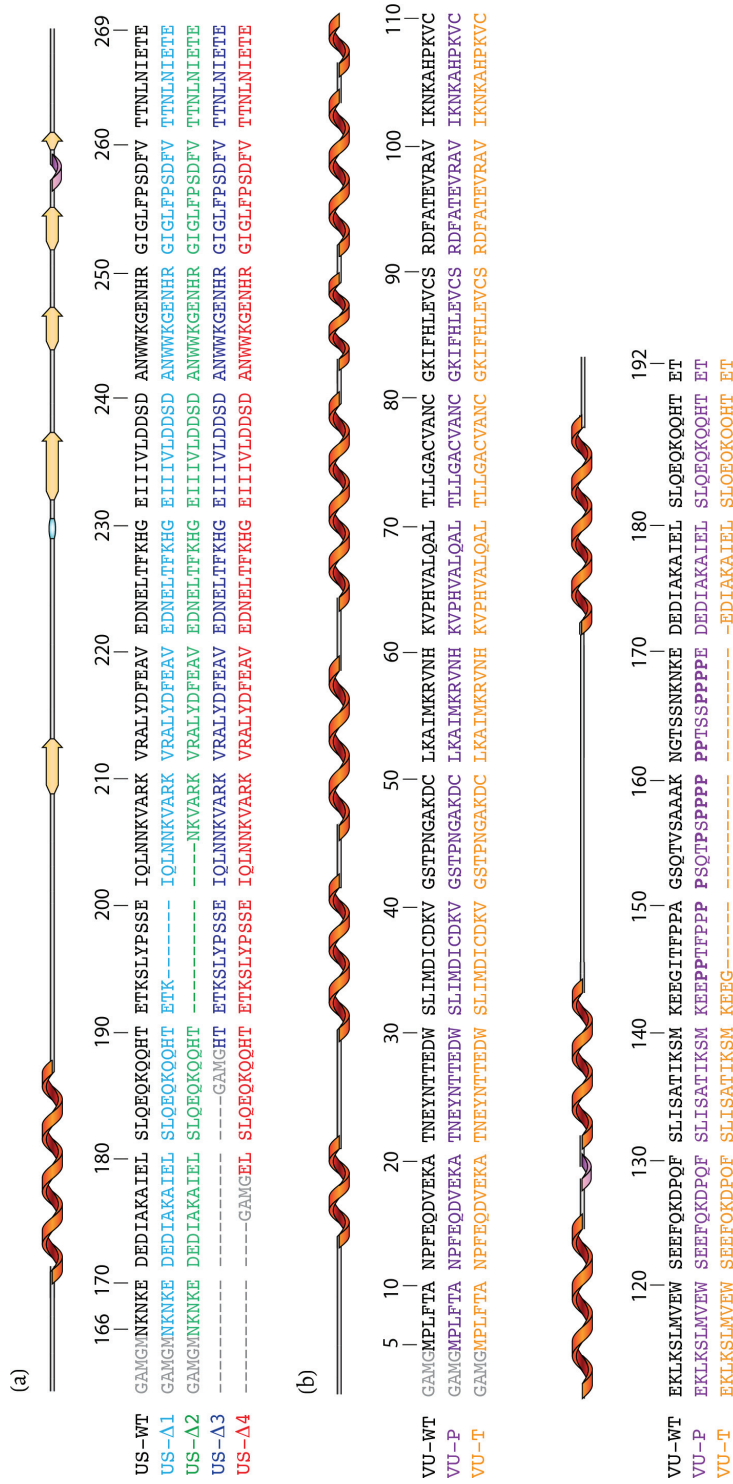 (a)
166 170 180 190 200 210 220 230 240 250 260 269
US-WT GAMGMNKNKE DEDIAKAIEL SLQEQKQQHT ETKSLYPSSE IQLNNKVARK VRALYDFEAV EDNELTFKHG EIIIVLDDSD ANWWKGENHR GIGLFPSDFV TTNLNIETE
US-Δ1 GAMGMNKNKE DEDIAKAIEL SLQEQKQQHT ETK------- IQLNNKVARK VRALYDFEAV EDNELTFKHG EIIIVLDDSD ANWWKGENHR GIGLFPSDFV TTNLNIETE
US-Δ2 GAMGMNKNKE DEDIAKAIEL SLQEQKQQHT ---------- ----NKVARK VRALYDFEAV EDNELTFKHG EIIIVLDDSD ANWWKGENHR GIGLFPSDFV TTNLNIETE
US-Δ3 ---------- ---------- ----GAMGHT ETKSLYPSSE IQLNNKVARK VRALYDFEAV EDNELTFKHG EIIIVLDDSD ANWWKGENHR GIGLFPSDFV TTNLNIETE
US-Δ4 ---------- ----GAMGEL SLQEQKQQHT ETKSLYPSSE IQLNNKVARK VRALYDFEAV EDNELTFKHG EIIIVLDDSD ANWWKGENHR GIGLFPSDFV TTNLNIETE
(b)
5 10 20 30 40 50 60 70 80 90 100 110
VU-WT GAMGMPLFTA NPFEQDVEKA TNEYNTTEDW SLIMDICDKV GSTPNGAKDC LKAIMKRVNH KVPHVALQAL TLLGACVANC GKIFHLEVCS RDFATEVRAV IKNKAHPKVC
VU-P GAMGMPLFTA NPFEQDVEKA TNEYNTTEDW SLIMDICDKV GSTPNGAKDC LKAIMKRVNH KVPHVALQAL TLLGACVANC GKIFHLEVCS RDFATEVRAV IKNKAHPKVC
VU-T GAMGMPLFTA NPFEQDVEKA TNEYNTTEDW SLIMDICDKV GSTPNGAKDC LKAIMKRVNH KVPHVALQAL TLLGACVANC GKIFHLEVCS RDFATEVRAV IKNKAHPKVC
120 130 140 150 160 170 180 192
VU-WT EKLKSLMVEW SEEFQKDPQF SLISATIKSM KEEGITFPPA GSQTVSAAAK NGTSSNKNKE DEDIAKAIEL SLQEQKQQHT ET
VU-P EKLKSLMVEW SEEFQKDPQF SLISATIKSM KEEPPTFPPP PSQTPSPPPP PPTSSPPPPE DEDIAKAIEL SLQEQKQQHT ET
VU-T EKLKSLMVEW SEEFOKDPOF SLISATIKSM KEEG------ ---------- ---------- -EDIAKAIEL SLOEOKOOHT ET